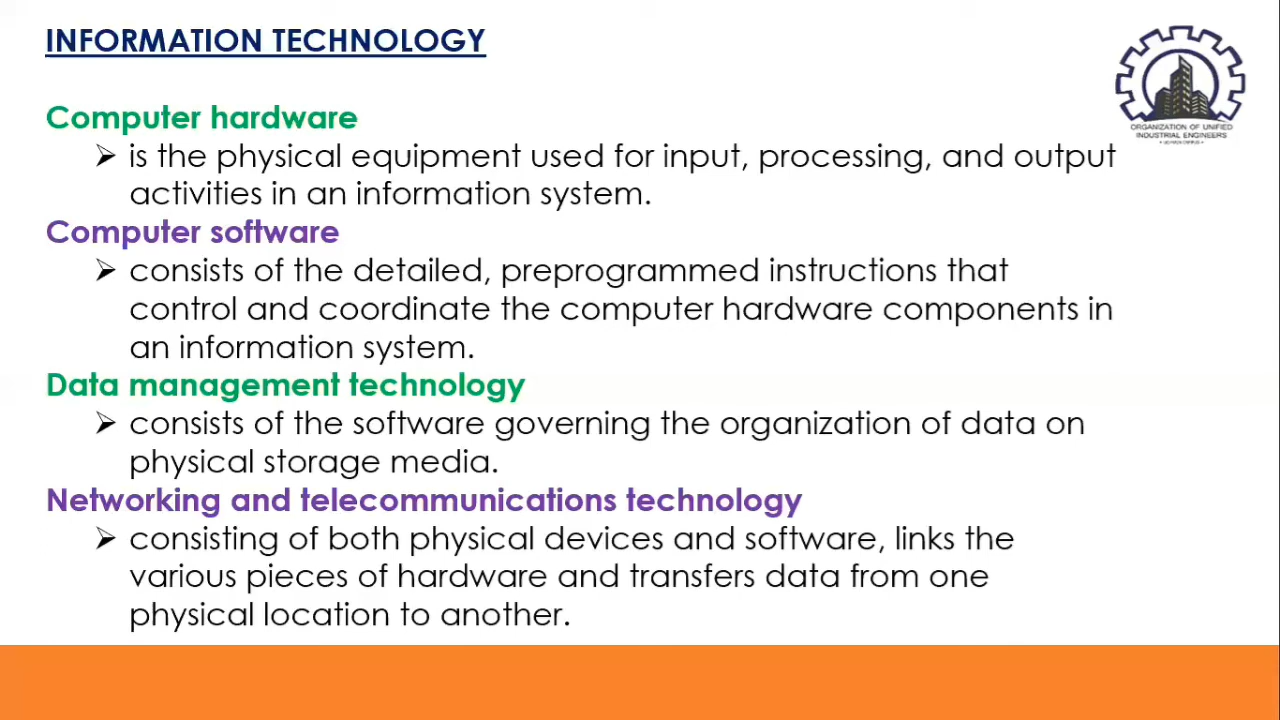 INFORMATION TECHNOLOGY
ORGANIZATION OF UNIFIED
INDUSTRIAL ENGINEERS
Computer hardware
➢ is the physical equipment used for input, processing, and output
activities in an information system.
Computer software
➢ consists of the detailed, preprogrammed instructions that
control and coordinate the computer hardware components in
an information system.
Data management technology
➢ consists of the software governing the organization of data on
physical storage media.
Networking and telecommunications technology
➢ consisting of both physical devices and software, links the
various pieces of hardware and transfers data from one
physical location to another.